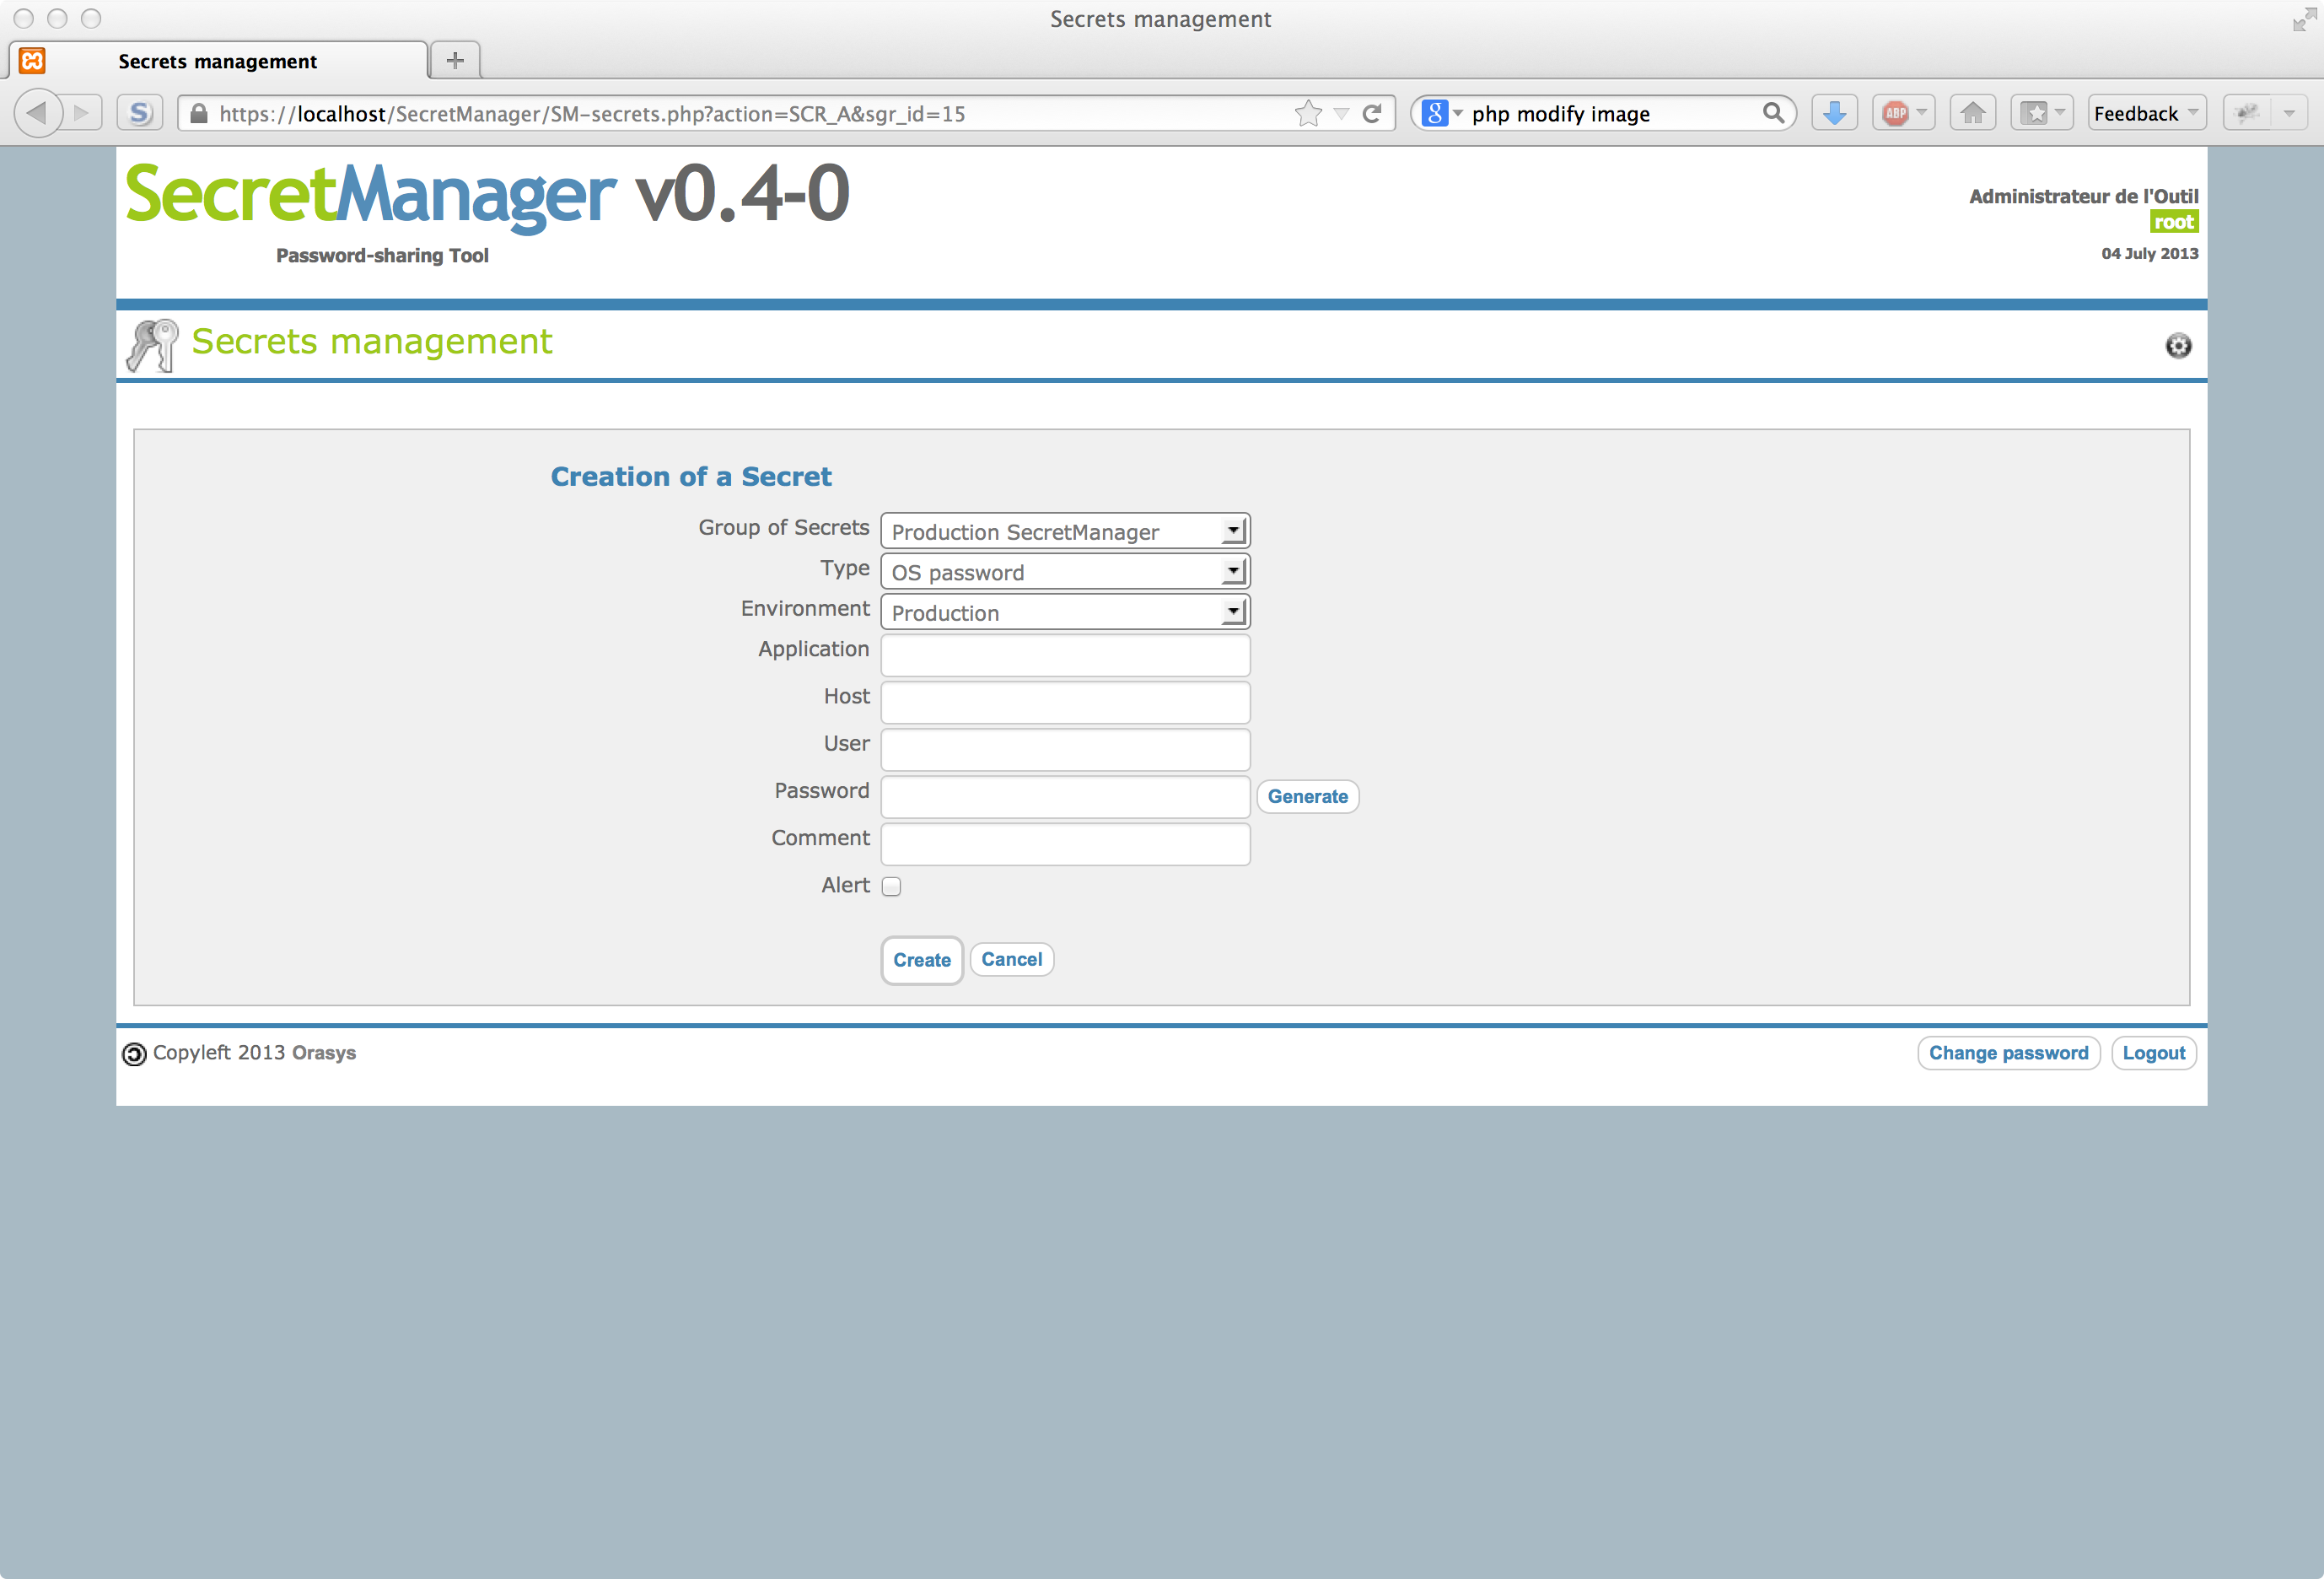 Secrets management
Secrets management
https://localhost/SecretManager/SM-secrets.php?action=SCR_A&sgr_id=15
php modify image
ABP
Feedback
SecretManager v0.4-0
Password-sharing Tool
Administrateur de l'Outil
root
04 July 2013
Secrets management
Creation of a Secret
Group of Secrets Production SecretManager
Type OS password
Environment Production
Application
Host
User
Password Generate
Comment
Alert
Create Cancel
Copyleft 2013 Orasys
Change password Logout